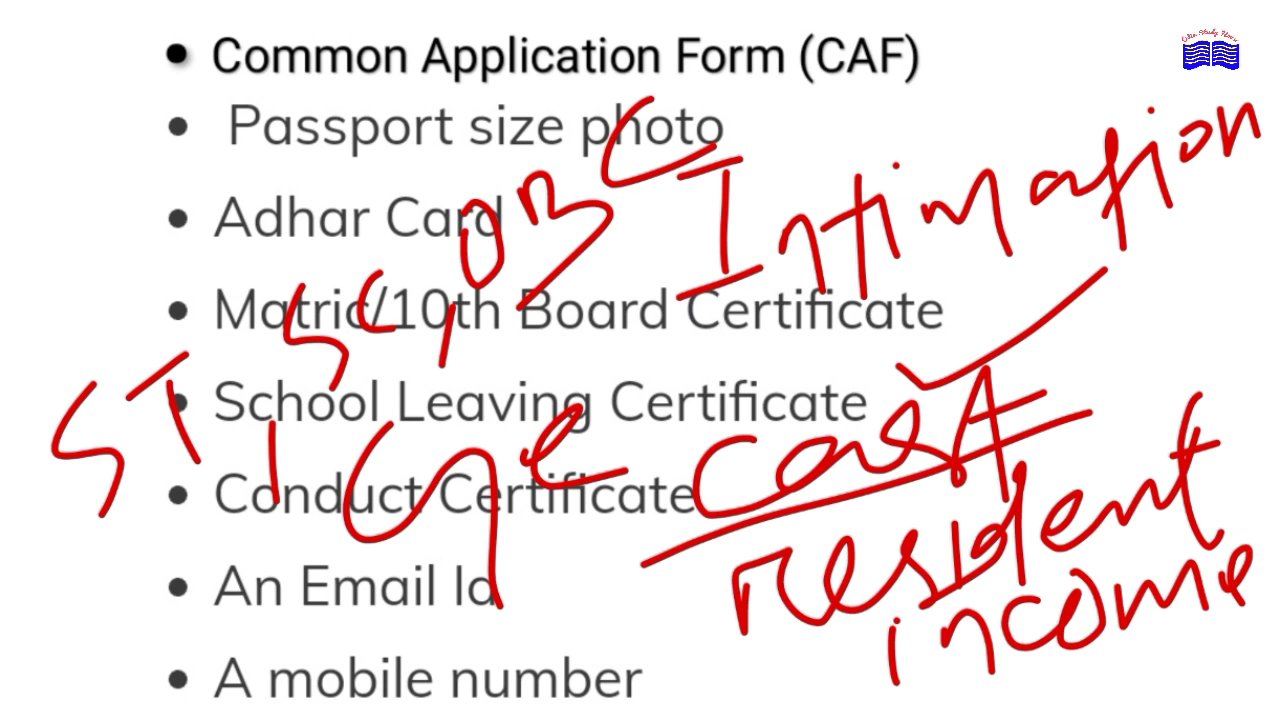 Common Application Form (CAF)
Passport size photo
Adhar Card
Matric/10th Board Certificate
School Leaving Certificate
Conduct Certificate
An Email Id
A mobile number
Intimation
ST, SC, OBC
cast
resident
income